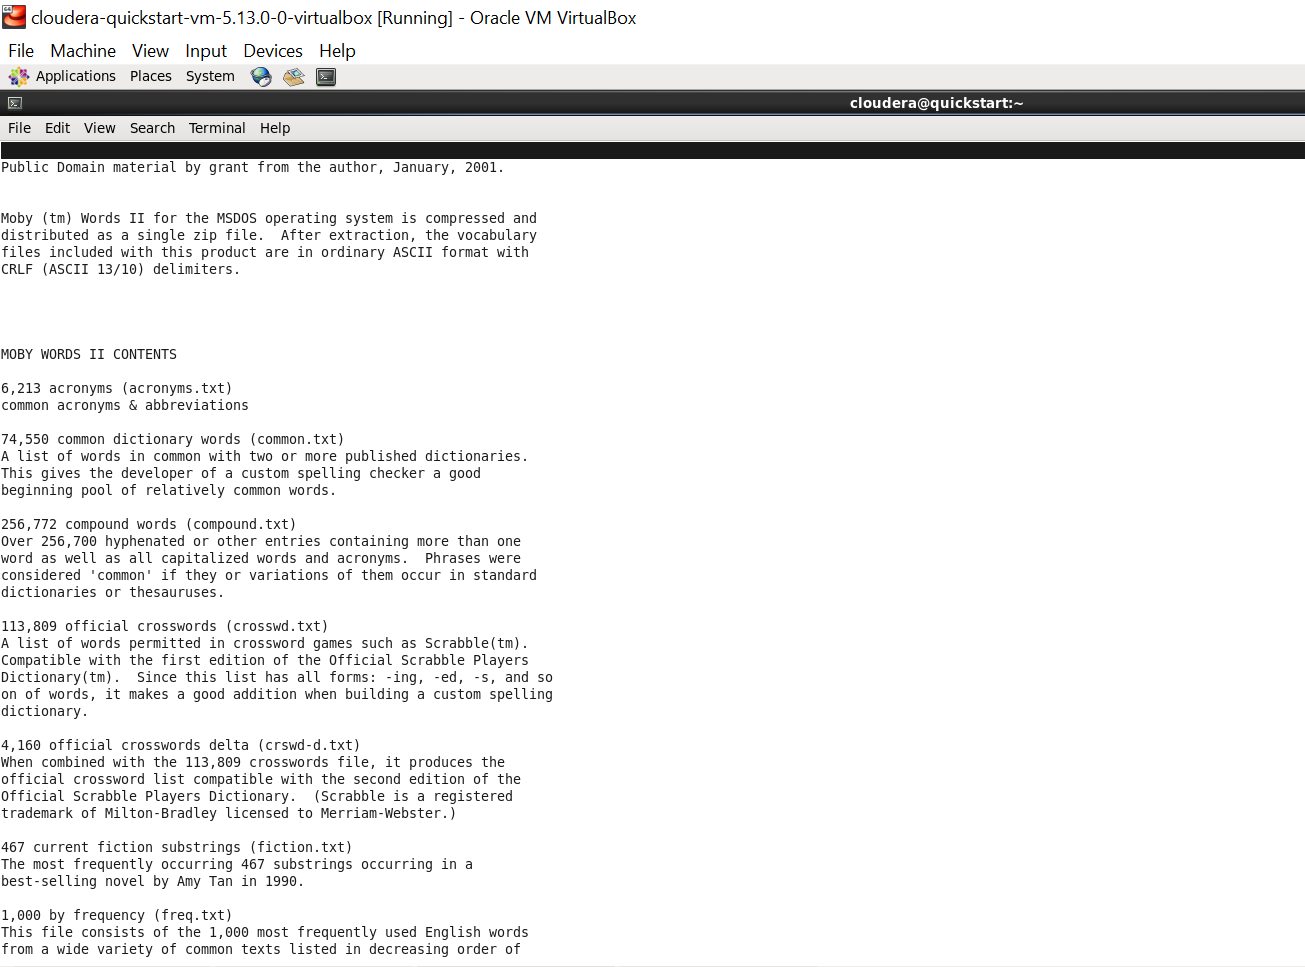 cloudera-quickstart-vm-5.13.0-0-virtualbox [Running] - Oracle VM VirtualBox
File Machine View Input Devices Help
Applications Places System
cloudera@quickstart:~
File Edit View Search Terminal Help
Public Domain material by grant from the author, January, 2001.
Moby (tm) Words II for the MSDOS operating system is compressed and
distributed as a single zip file.  After extraction, the vocabulary
files included with this product are in ordinary ASCII format with
CRLF (ASCII 13/10) delimiters.
MOBY WORDS II CONTENTS
6,213 acronyms (acronyms.txt)
common acronyms & abbreviations
74,550 common dictionary words (common.txt)
A list of words in common with two or more published dictionaries.
This gives the developer of a custom spelling checker a good
beginning pool of relatively common words.
256,772 compound words (compound.txt)
Over 256,700 hyphenated or other entries containing more than one
word as well as all capitalized words and acronyms.  Phrases were
considered 'common' if they or variations of them occur in standard
dictionaries or thesauruses.
113,809 official crosswords (crosswd.txt)
A list of words permitted in crossword games such as Scrabble(tm).
Compatible with the first edition of the Official Scrabble Players
Dictionary(tm).  Since this list has all forms: -ing, -ed, -s, and so
on of words, it makes a good addition when building a custom spelling
dictionary.
4,160 official crosswords delta (crswd-d.txt)
When combined with the 113,809 crosswords file, it produces the
official crossword list compatible with the second edition of the
Official Scrabble Players Dictionary.  (Scrabble is a registered
trademark of Milton-Bradley licensed to Merriam-Webster.)
467 current fiction substrings (fiction.txt)
The most frequently occurring 467 substrings occurring in a
best-selling novel by Amy Tan in 1990.
1,000 by frequency (freq.txt)
This file consists of the 1,000 most frequently used English words
from a wide variety of common texts listed in decreasing order of